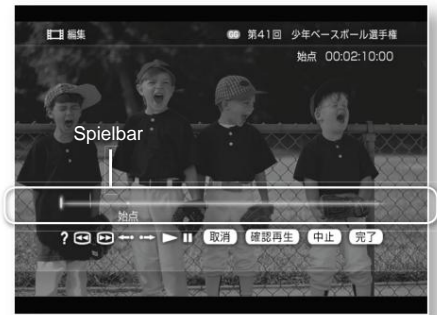 編集
GG 第41回 少年ベースボール選手権
始点 00:02:10:00
Spielbar
始点
? 取消 確認再生 中止 完了